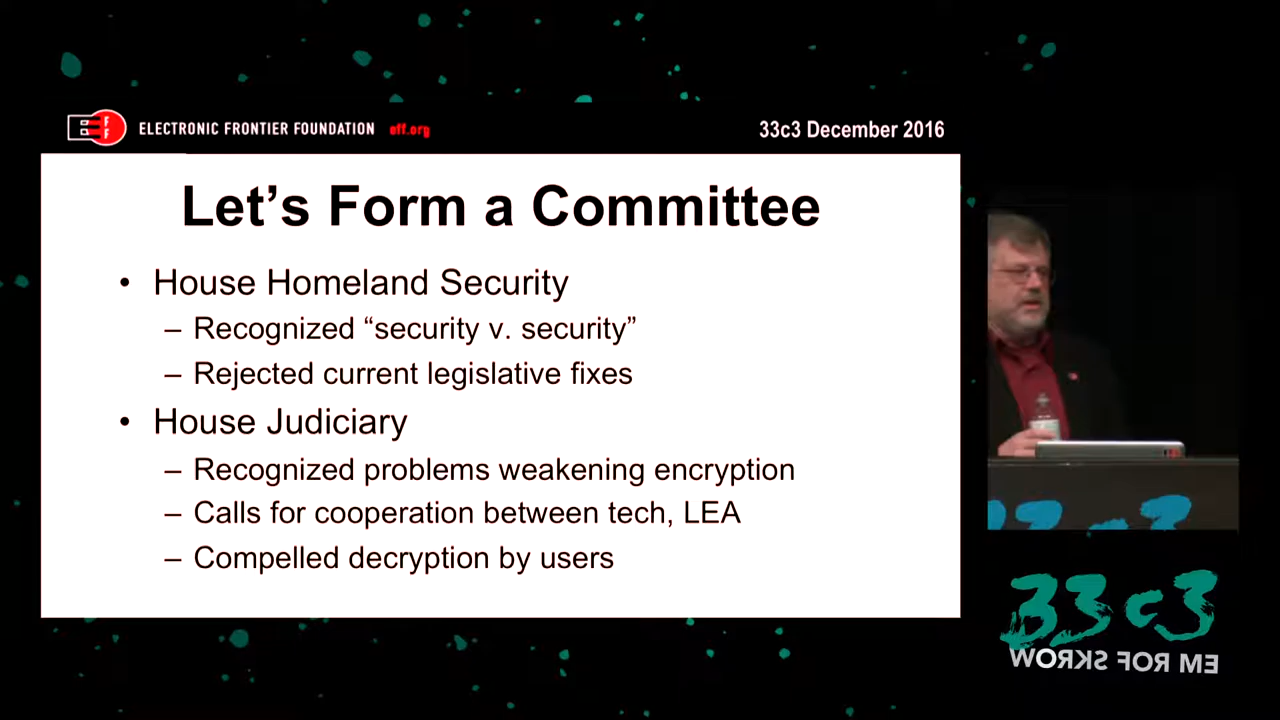 EFF
ELECTRONIC FRONTIER FOUNDATION eff.org
33c3 December 2016
Let’s Form a Committee
• House Homeland Security
– Recognized “security v. security”
– Rejected current legislative fixes
• House Judiciary
– Recognized problems weakening encryption
– Calls for cooperation between tech, LEA
– Compelled decryption by users
33c3
33c3
WORKS FOR ME